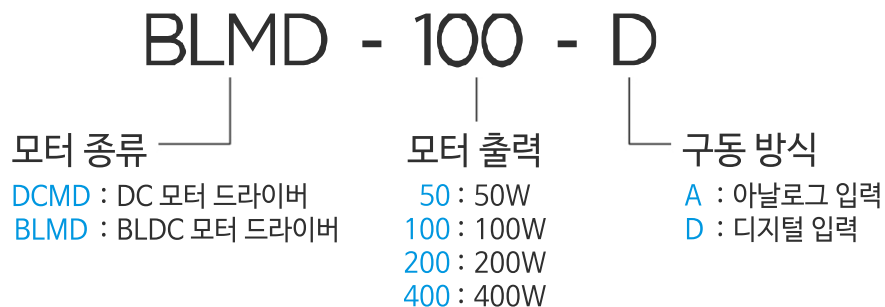 BLMD - 100 - D
모터 종류
DCMD : DC 모터 드라이버
BLMD : BLDC 모터 드라이버
모터 출력
50 : 50W
100 : 100W
200 : 200W
400 : 400W
구동 방식
A : 아날로그 입력
D : 디지털 입력